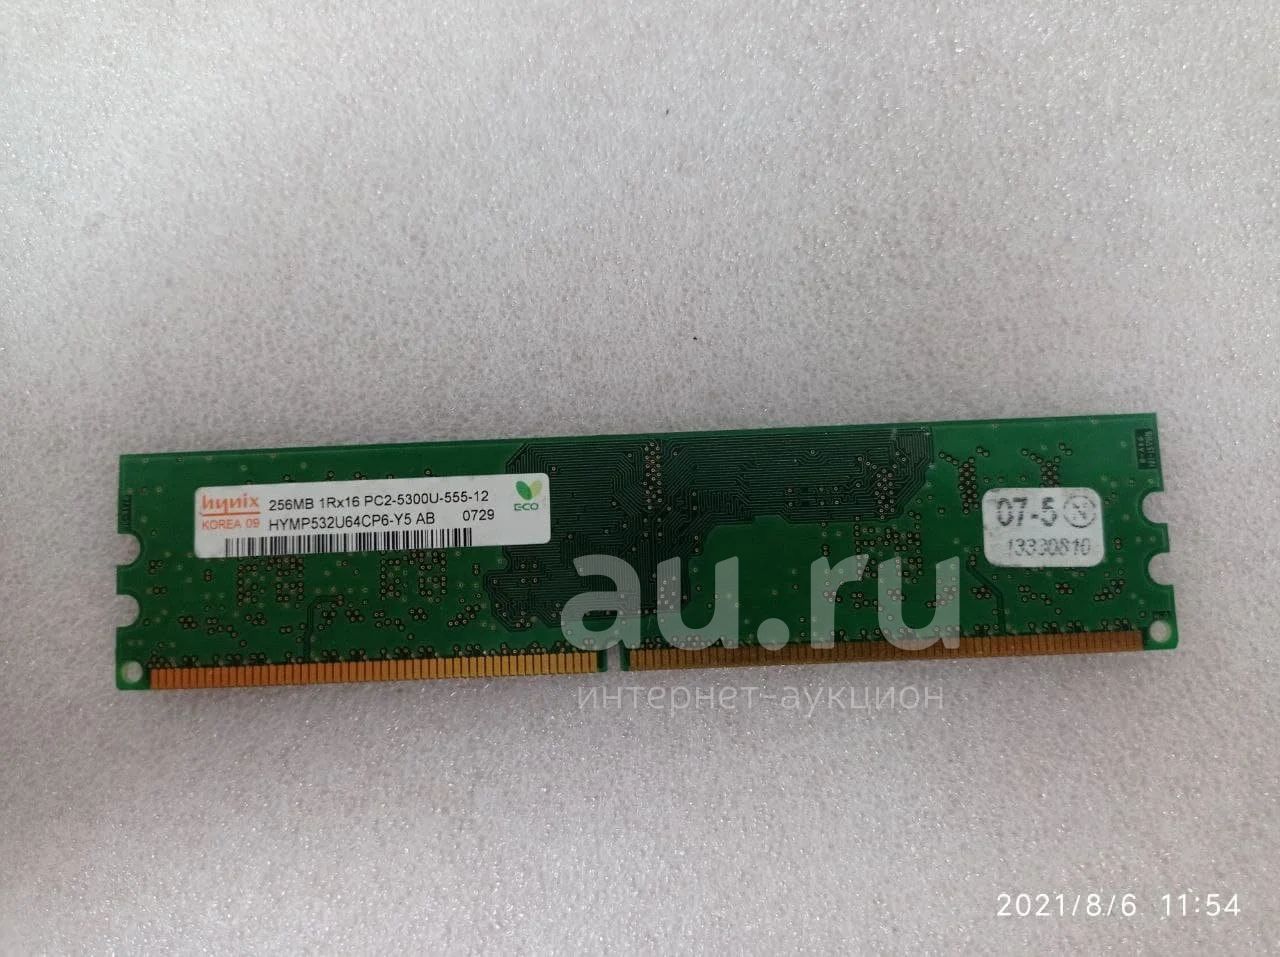 hynix
KOREA 09
256MB 1Rx16 PC2-5300U-555-12
HYMP532U64CP6-Y5 AB 0729
ECO
07-5 N
13330810
au.ru
интернет-аукцион
2021/8/6 11:54